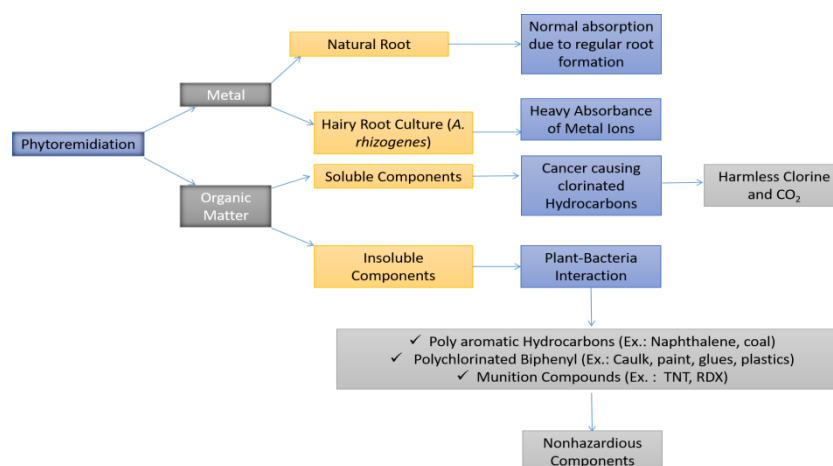 Natural Root
Normal absorption
due to regular root
formation
Metal
Phytoremidiation
Hairy Root Culture (A.
rhizogenes)
Heavy Absorbance
of Metal Ions
Organic
Matter
Soluble Components
Cancer causing
clorinated
Hydrocarbons
Harmless Clorine
and CO₂
Insoluble
Components
Plant-Bacteria
Interaction
✓ Poly aromatic Hydrocarbons (Ex.: Naphthalene, coal)
✓ Polychlorinated Biphenyl (Ex.: Caulk, paint, glues, plastics)
✓ Munition Compounds (Ex. : TNT, RDX)
Nonhazardious
Components